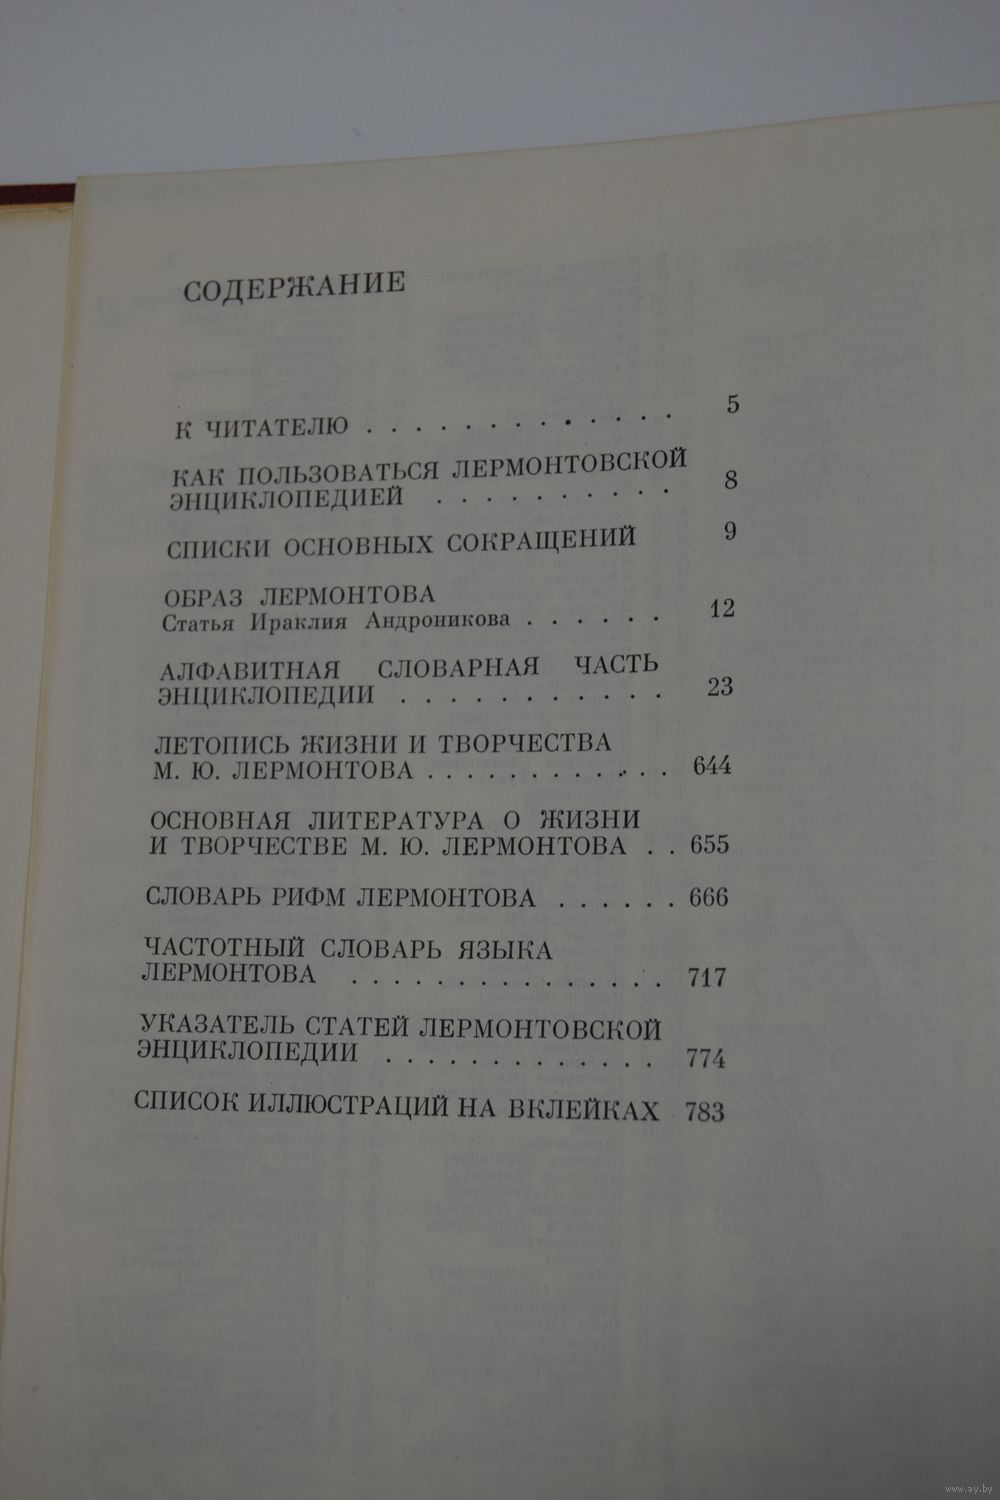 СОДЕРЖАНИЕ
К ЧИТАТЕЛЮ . . . . . . . . . . . . . 5
КАК ПОЛЬЗОВАТЬСЯ ЛЕРМОНТОВСКОЙ
ЭНЦИКЛОПЕДИЕЙ . . . . . . . . . . 8
СПИСКИ ОСНОВНЫХ СОКРАЩЕНИЙ 9
ОБРАЗ ЛЕРМОНТОВА
Статья Ираклия Андроникова . . . . . . 12
АЛФАВИТНАЯ СЛОВАРНАЯ ЧАСТЬ
ЭНЦИКЛОПЕДИИ . . . . . . . . . . . 23
ЛЕТОПИСЬ ЖИЗНИ И ТВОРЧЕСТВА
М. Ю. ЛЕРМОНТОВА . . . . . . . . . . . . 644
ОСНОВНАЯ ЛИТЕРАТУРА О ЖИЗНИ
И ТВОРЧЕСТВЕ М. Ю. ЛЕРМОНТОВА . . 655
СЛОВАРЬ РИФМ ЛЕРМОНТОВА . . . . . . 666
ЧАСТОТНЫЙ СЛОВАРЬ ЯЗЫКА
ЛЕРМОНТОВА . . . . . . . . . . . . . . . 717
УКАЗАТЕЛЬ СТАТЕЙ ЛЕРМОНТОВСКОЙ
ЭНЦИКЛОПЕДИИ . . . . . . . . . . . . . 774
СПИСОК ИЛЛЮСТРАЦИЙ НА ВКЛЕЙКАХ 783
www.ay.by